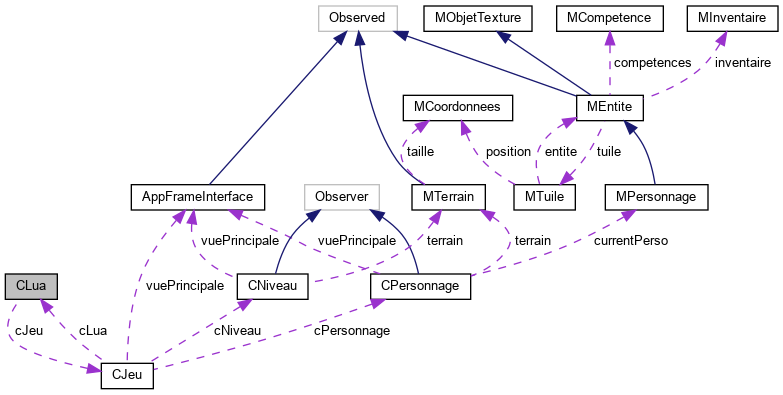 Observed
MObjetTexture
MCompetence
MInventaire
competences
inventaire
MCoordonnees
MEntite
taille
position
entite
tuile
AppFrameInterface
Observer
MTerrain
MTuile
MPersonnage
vuePrincipale
vuePrincipale
terrain
terrain
currentPerso
CLua
vuePrincipale
CNiveau
CPersonnage
cJeu
cLua
cNiveau
cPersonnage
CJeu